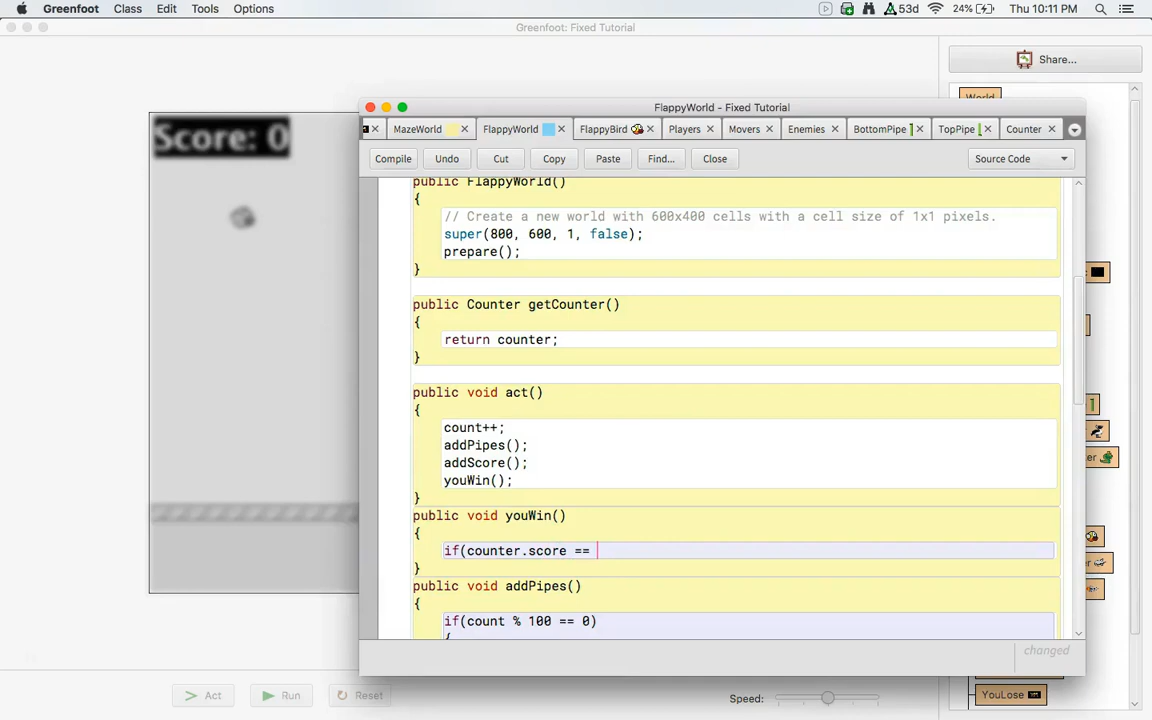 Greenfoot Class Edit Tools Options 53d 24% Thu 10:11 PM
Greenfoot: Fixed Tutorial
Share...
World
Score: 0
FlappyWorld - Fixed Tutorial
MazeWorld FlappyWorld FlappyBird Players Movers Enemies BottomPipe TopPipe Counter
Compile Undo Cut Copy Paste Find... Close Source Code
public FlappyWorld()
{
// Create a new world with 600x400 cells with a cell size of 1x1 pixels.
super(800, 600, 1, false);
prepare();
}
public Counter getCounter()
{
return counter;
}
public void act()
{
count++;
addPipes();
addScore();
youWin();
}
public void youWin()
{
if(counter.score ==
}
public void addPipes()
{
if(count % 100 == 0)
{
changed
er
YouLose
> Act Run Reset Speed: